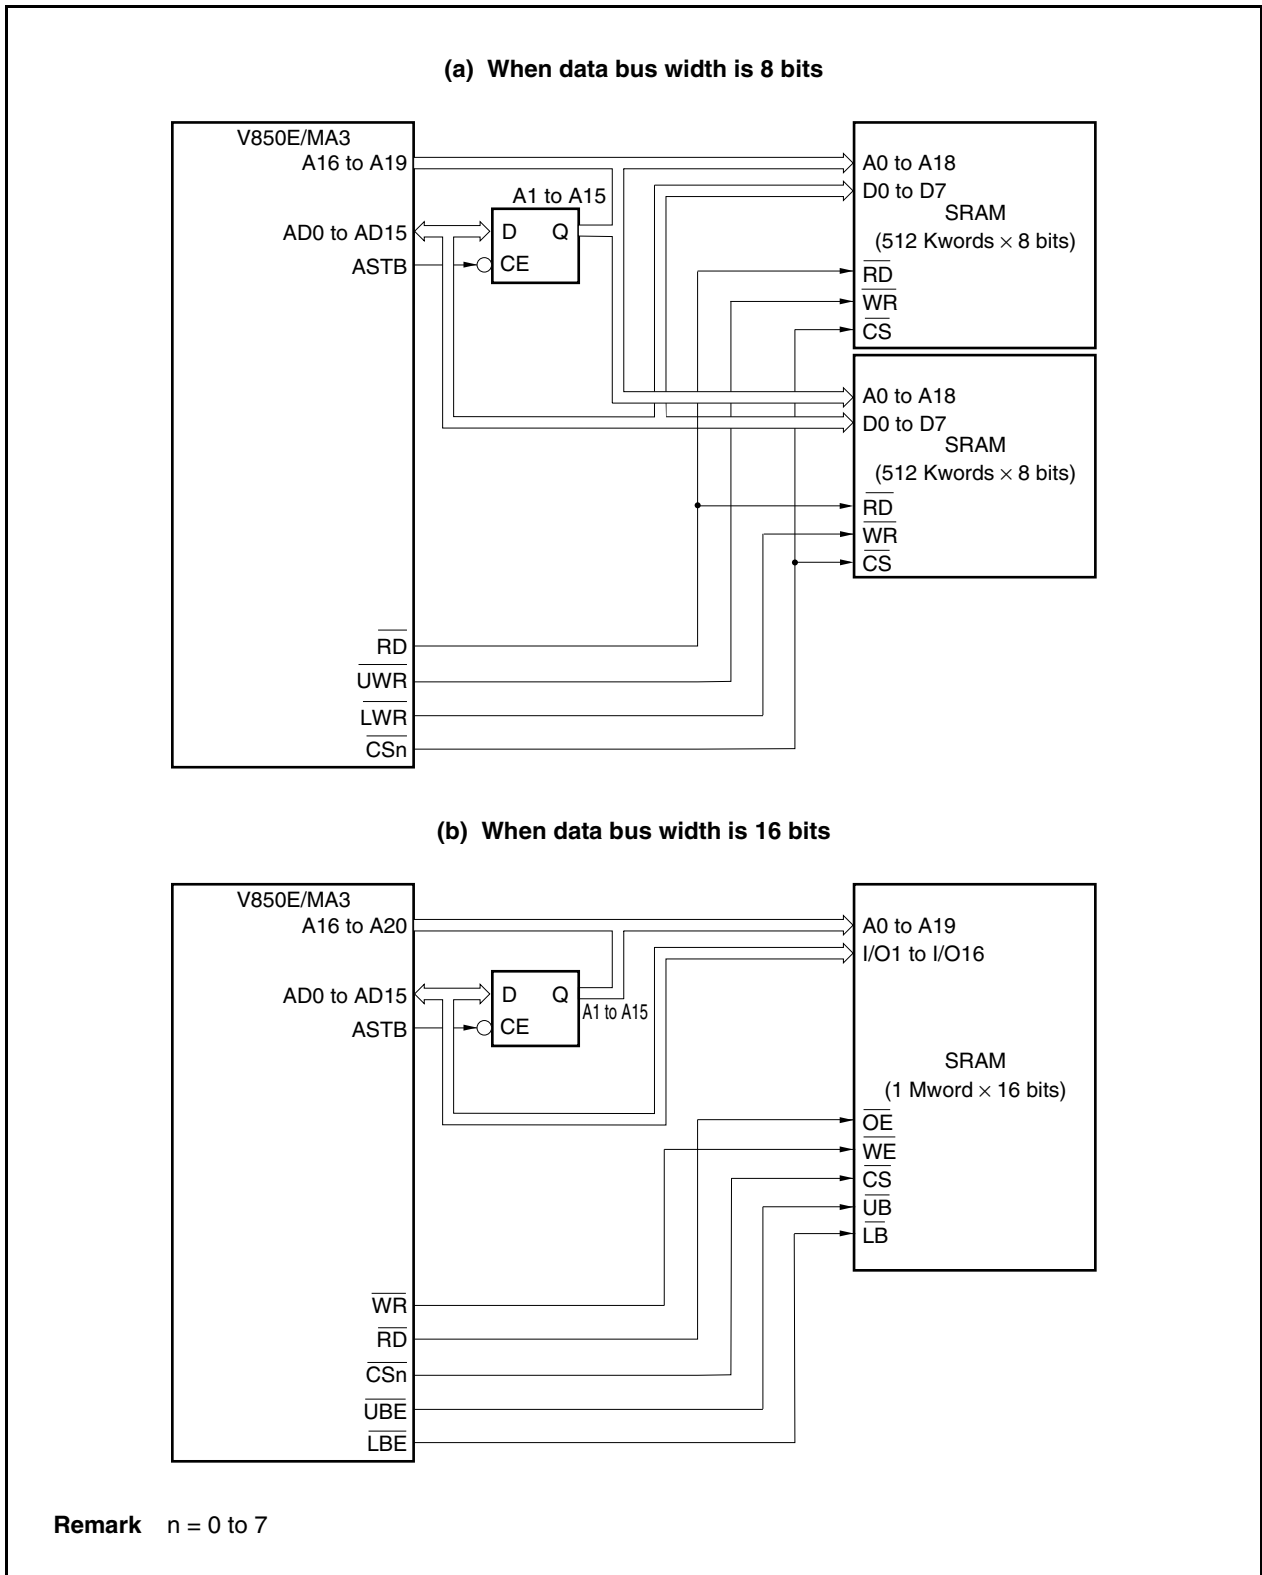 (a) When data bus width is 8 bits
V850E/MA3
A16 to A19
A0 to A18
D0 to D7
A1 to A15
SRAM
AD0 to AD15
D
Q
(512 Kwords × 8 bits)
ASTB
CE
RD
WR
CS
A0 to A18
D0 to D7
SRAM
(512 Kwords × 8 bits)
RD
WR
CS
RD
UWR
LWR
CSn
(b) When data bus width is 16 bits
V850E/MA3
A16 to A20
A0 to A19
I/O1 to I/O16
AD0 to AD15
D
Q
A1 to A15
ASTB
CE
SRAM
(1 Mword × 16 bits)
OE
WE
CS
UB
LB
WR
RD
CSn
UBE
LBE
Remark n = 0 to 7